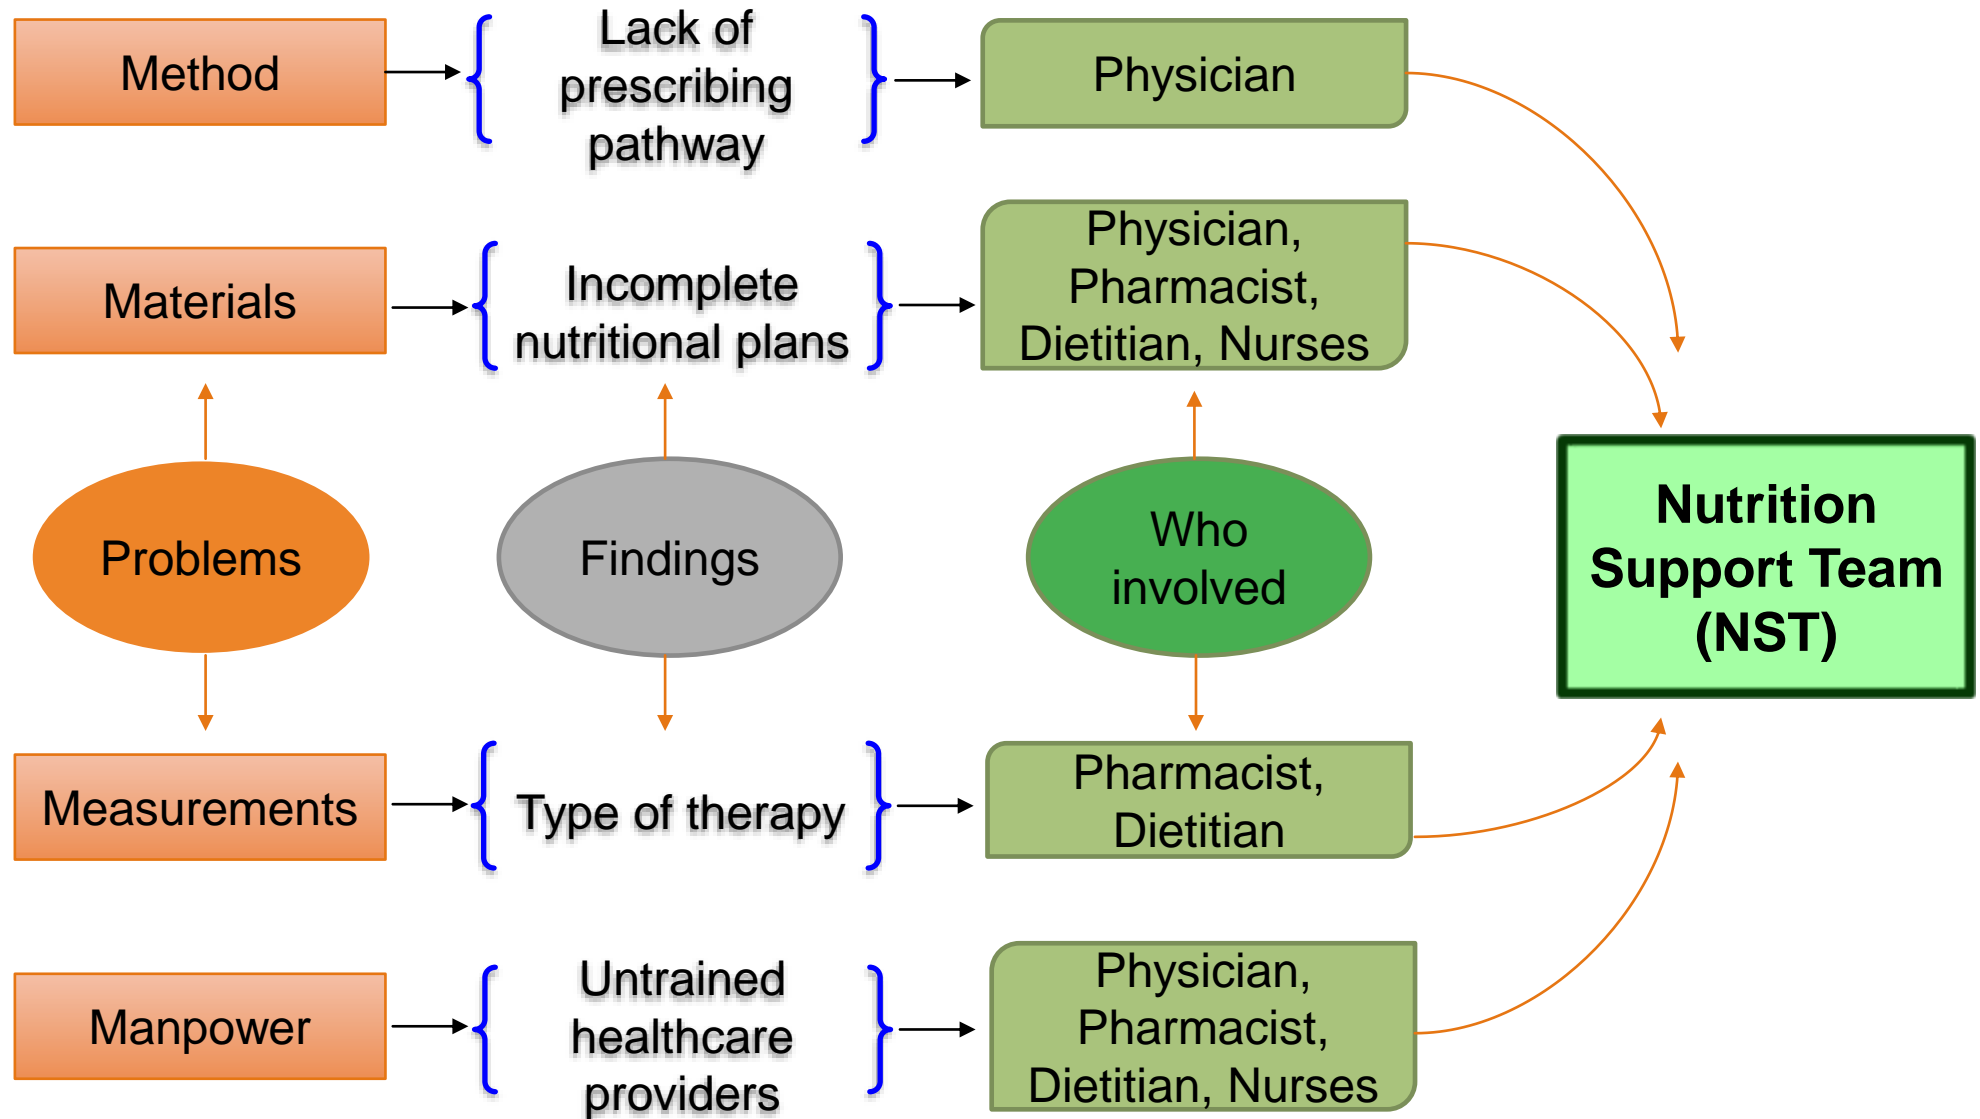 Method
Lack of
prescribing
pathway
Physician
Materials
Incomplete
nutritional plans
Physician,
Pharmacist,
Dietitian, Nurses
Problems
Findings
Who
involved
Nutrition
Support Team
(NST)
Measurements
Type of therapy
Pharmacist,
Dietitian
Manpower
Untrained
healthcare
providers
Physician,
Pharmacist,
Dietitian, Nurses